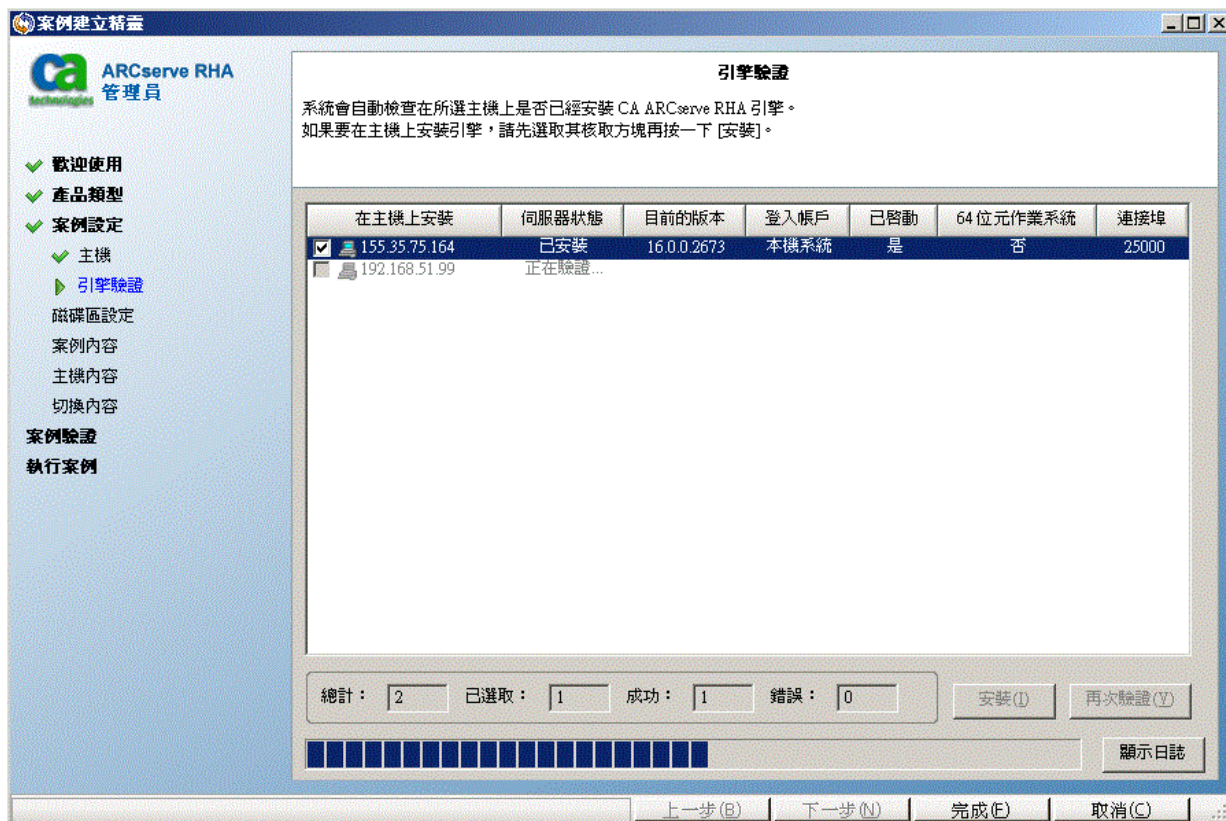 案例建立精靈
ca technologies
ARCserve RHA
管理員
歡迎使用
產品類型
案例設定
主機
引擎驗證
磁碟區設定
案例內容
主機內容
切換內容
案例驗證
執行案例
引擎驗證
系統會自動檢查在所選主機上是否已經安裝 CA ARCserve RHA 引擎。
如果要在主機上安裝引擎，請先選取其核取方塊再按一下 [安裝]。
在主機上安裝 伺服器狀態 目前的版本 登入帳戶 已啟動 64 位元作業系統 連接埠
155.35.75.164 已安裝 16.0.0.2673 本機系統 是 否 25000
192.168.51.99 正在驗證...
總計： 2 已選取： 1 成功： 1 錯誤： 0 安裝(I) 再次驗證(V)
顯示日誌
上一步(B) 下一步(N) 完成(F) 取消(C)